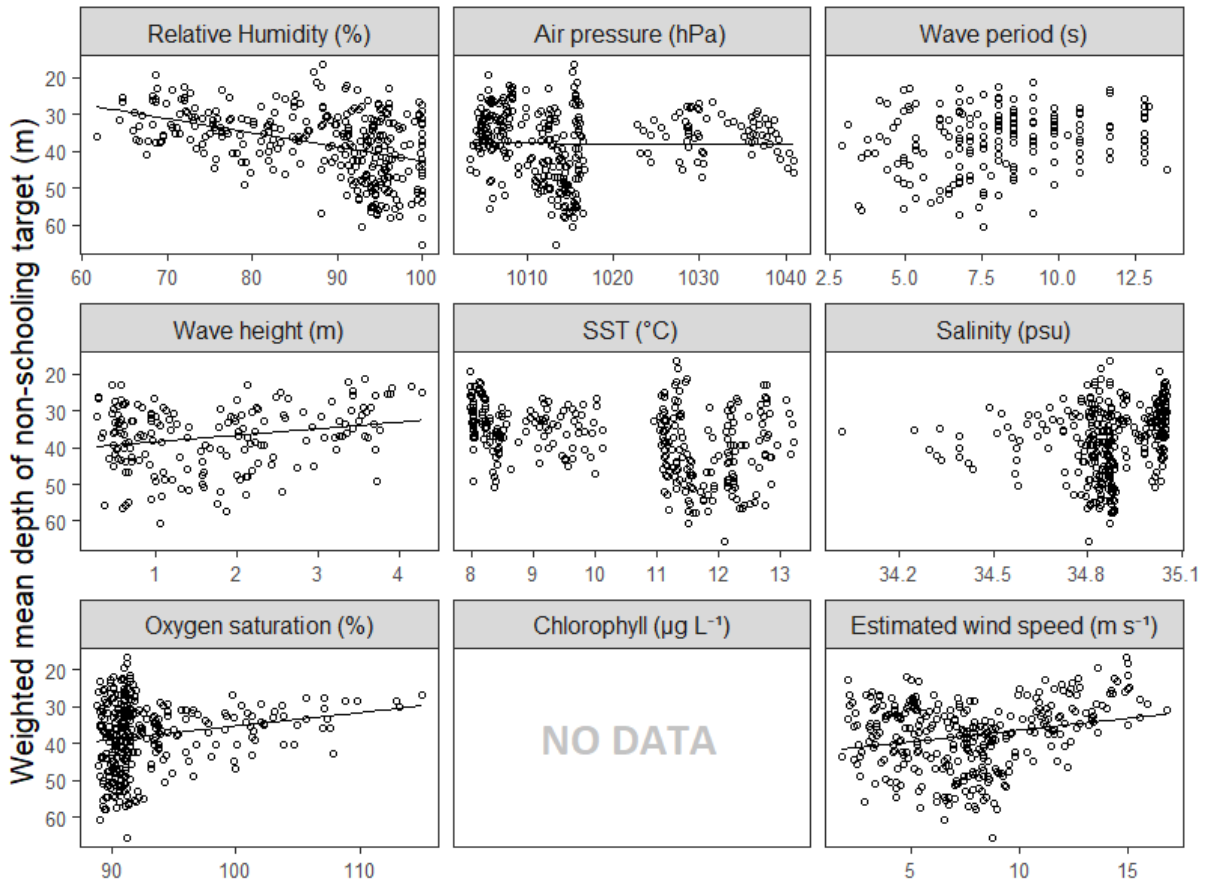 Weighted mean depth of non-schooling target (m)
Relative Humidity (%)
Air pressure (hPa)
Wave period (s)
20
30
40
50
60
60 70 80 90 100
1010 1020 1030 1040
2.5 5.0 7.5 10.0 12.5
Wave height (m)
SST (°C)
Salinity (psu)
20
30
40
50
60
1 2 3 4
8 9 10 11 12 13
34.2 34.5 34.8 35.1
Oxygen saturation (%)
Chlorophyll (µg L⁻¹)
Estimated wind speed (m s⁻¹)
20
30
40
50
60
NO DATA
90 100 110
5 10 15